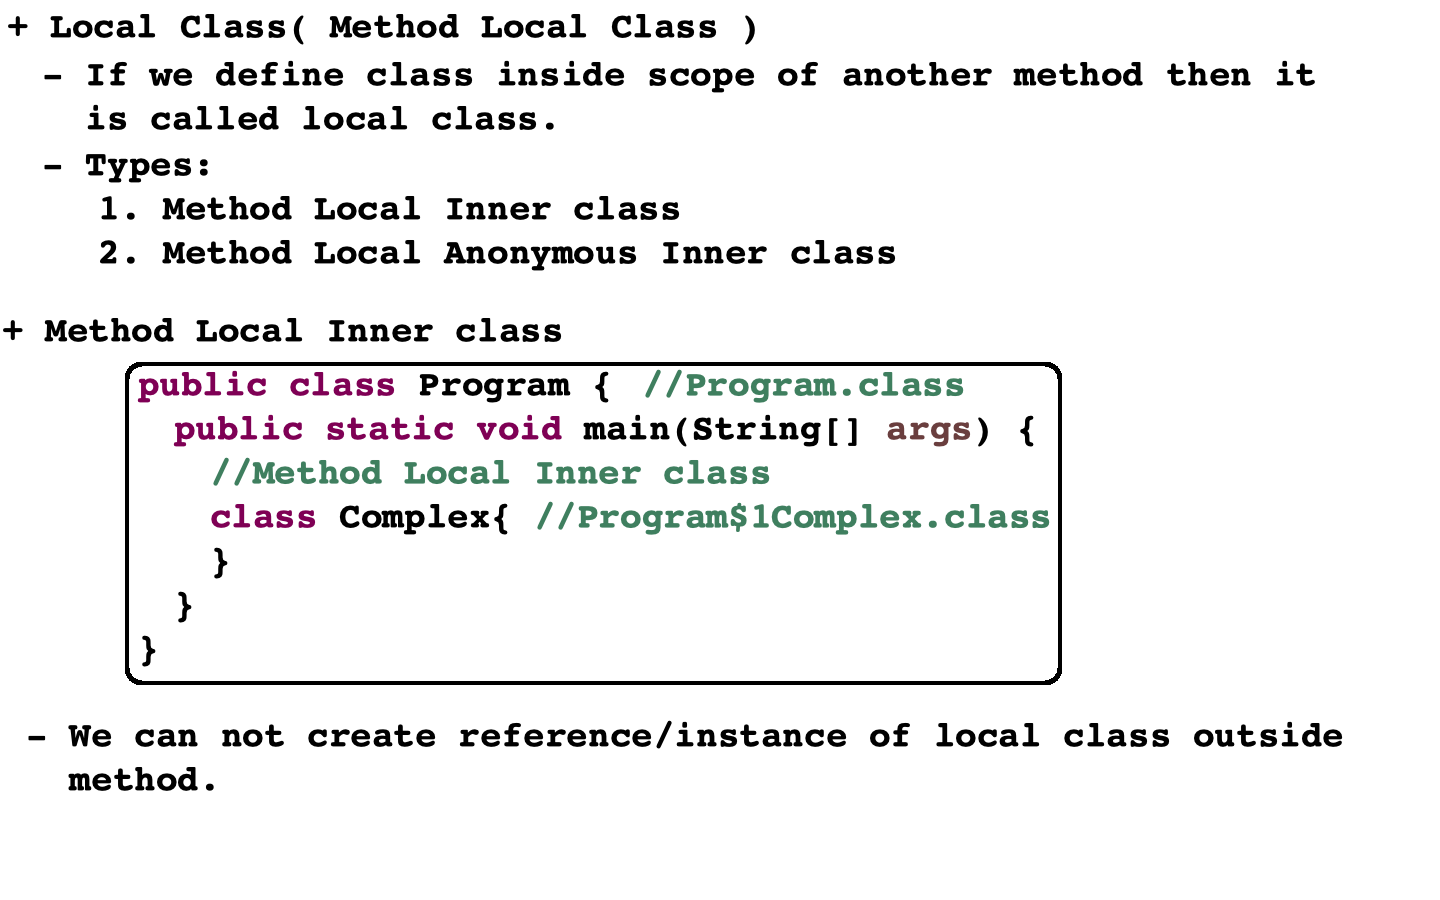 + Local Class( Method Local Class )
- If we define class inside scope of another method then it
is called local class.
- Types:
1. Method Local Inner class
2. Method Local Anonymous Inner class
+ Method Local Inner class
public class Program { //Program.class
public static void main(String[] args) {
//Method Local Inner class
class Complex{ //Program$1Complex.class
}
}
}
- We can not create reference/instance of local class outside
method.